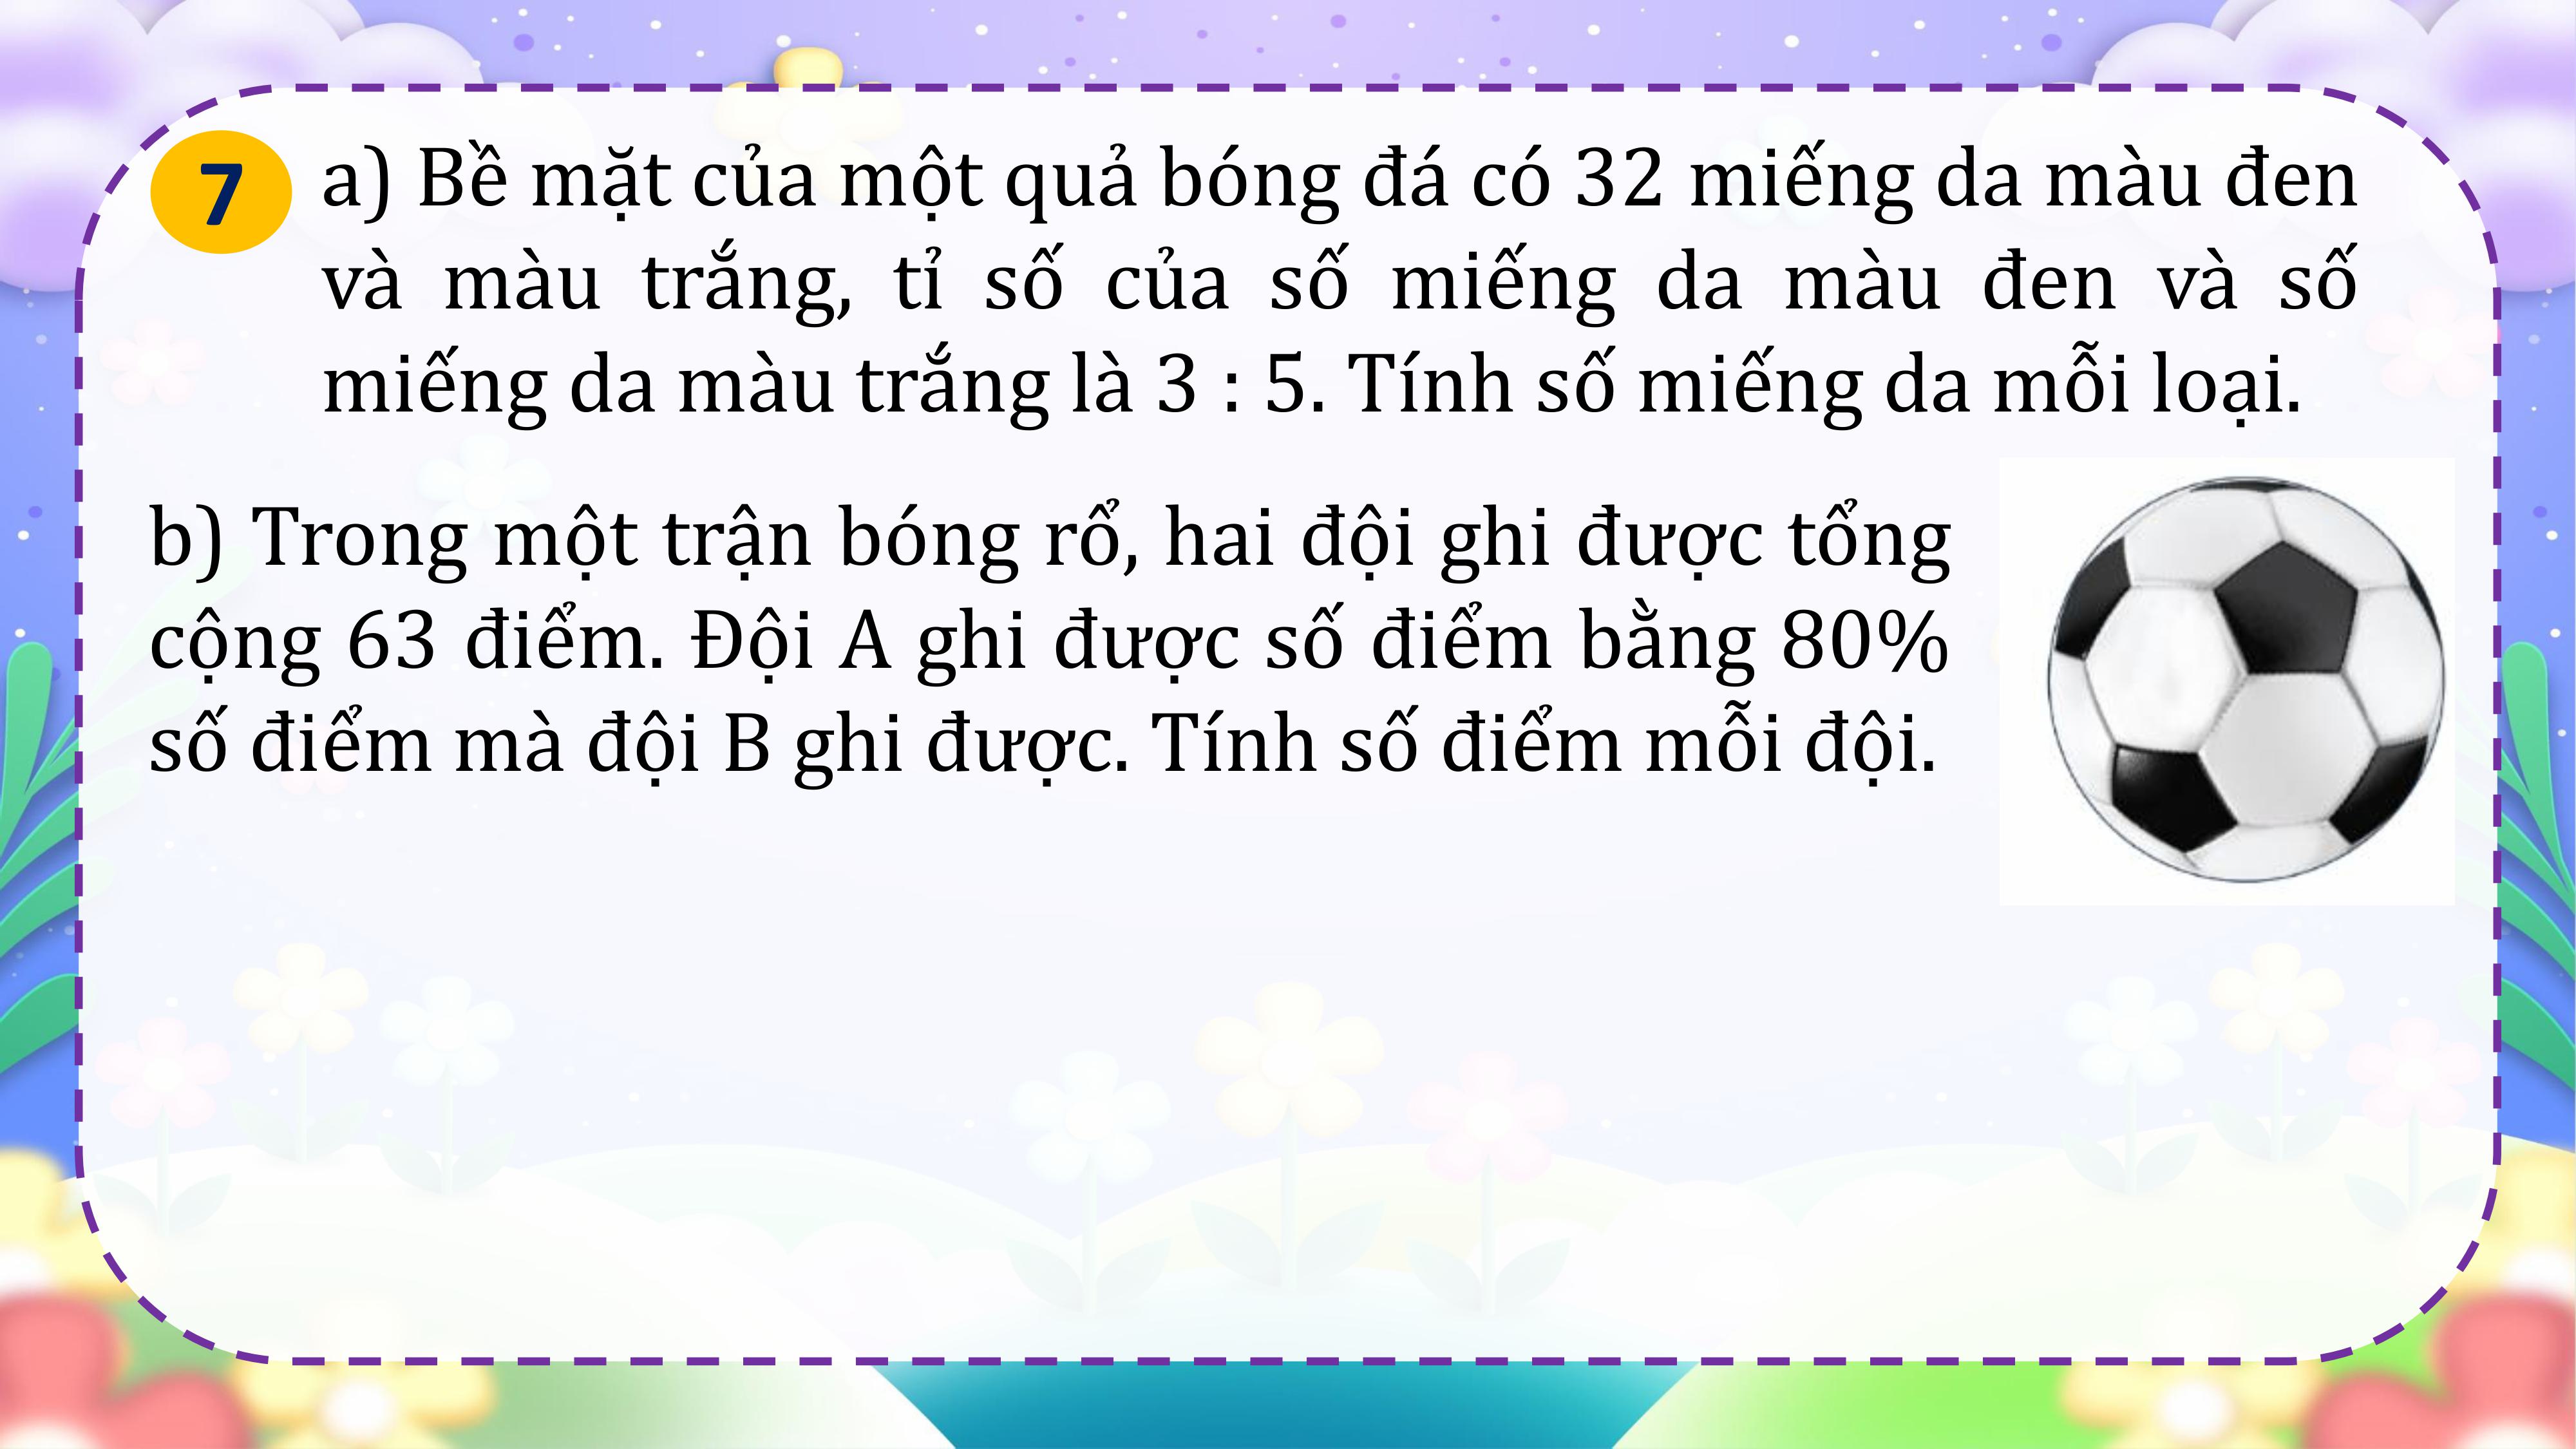 7
a) Bề mặt của một quả bóng đá có 32 miếng da màu đen
và màu trắng, tỉ số của số miếng da màu đen và số
miếng da màu trắng là 3 : 5. Tính số miếng da mỗi loại.
b) Trong một trận bóng rổ, hai đội ghi được tổng
cộng 63 điểm. Đội A ghi được số điểm bằng 80%
số điểm mà đội B ghi được. Tính số điểm mỗi đội.